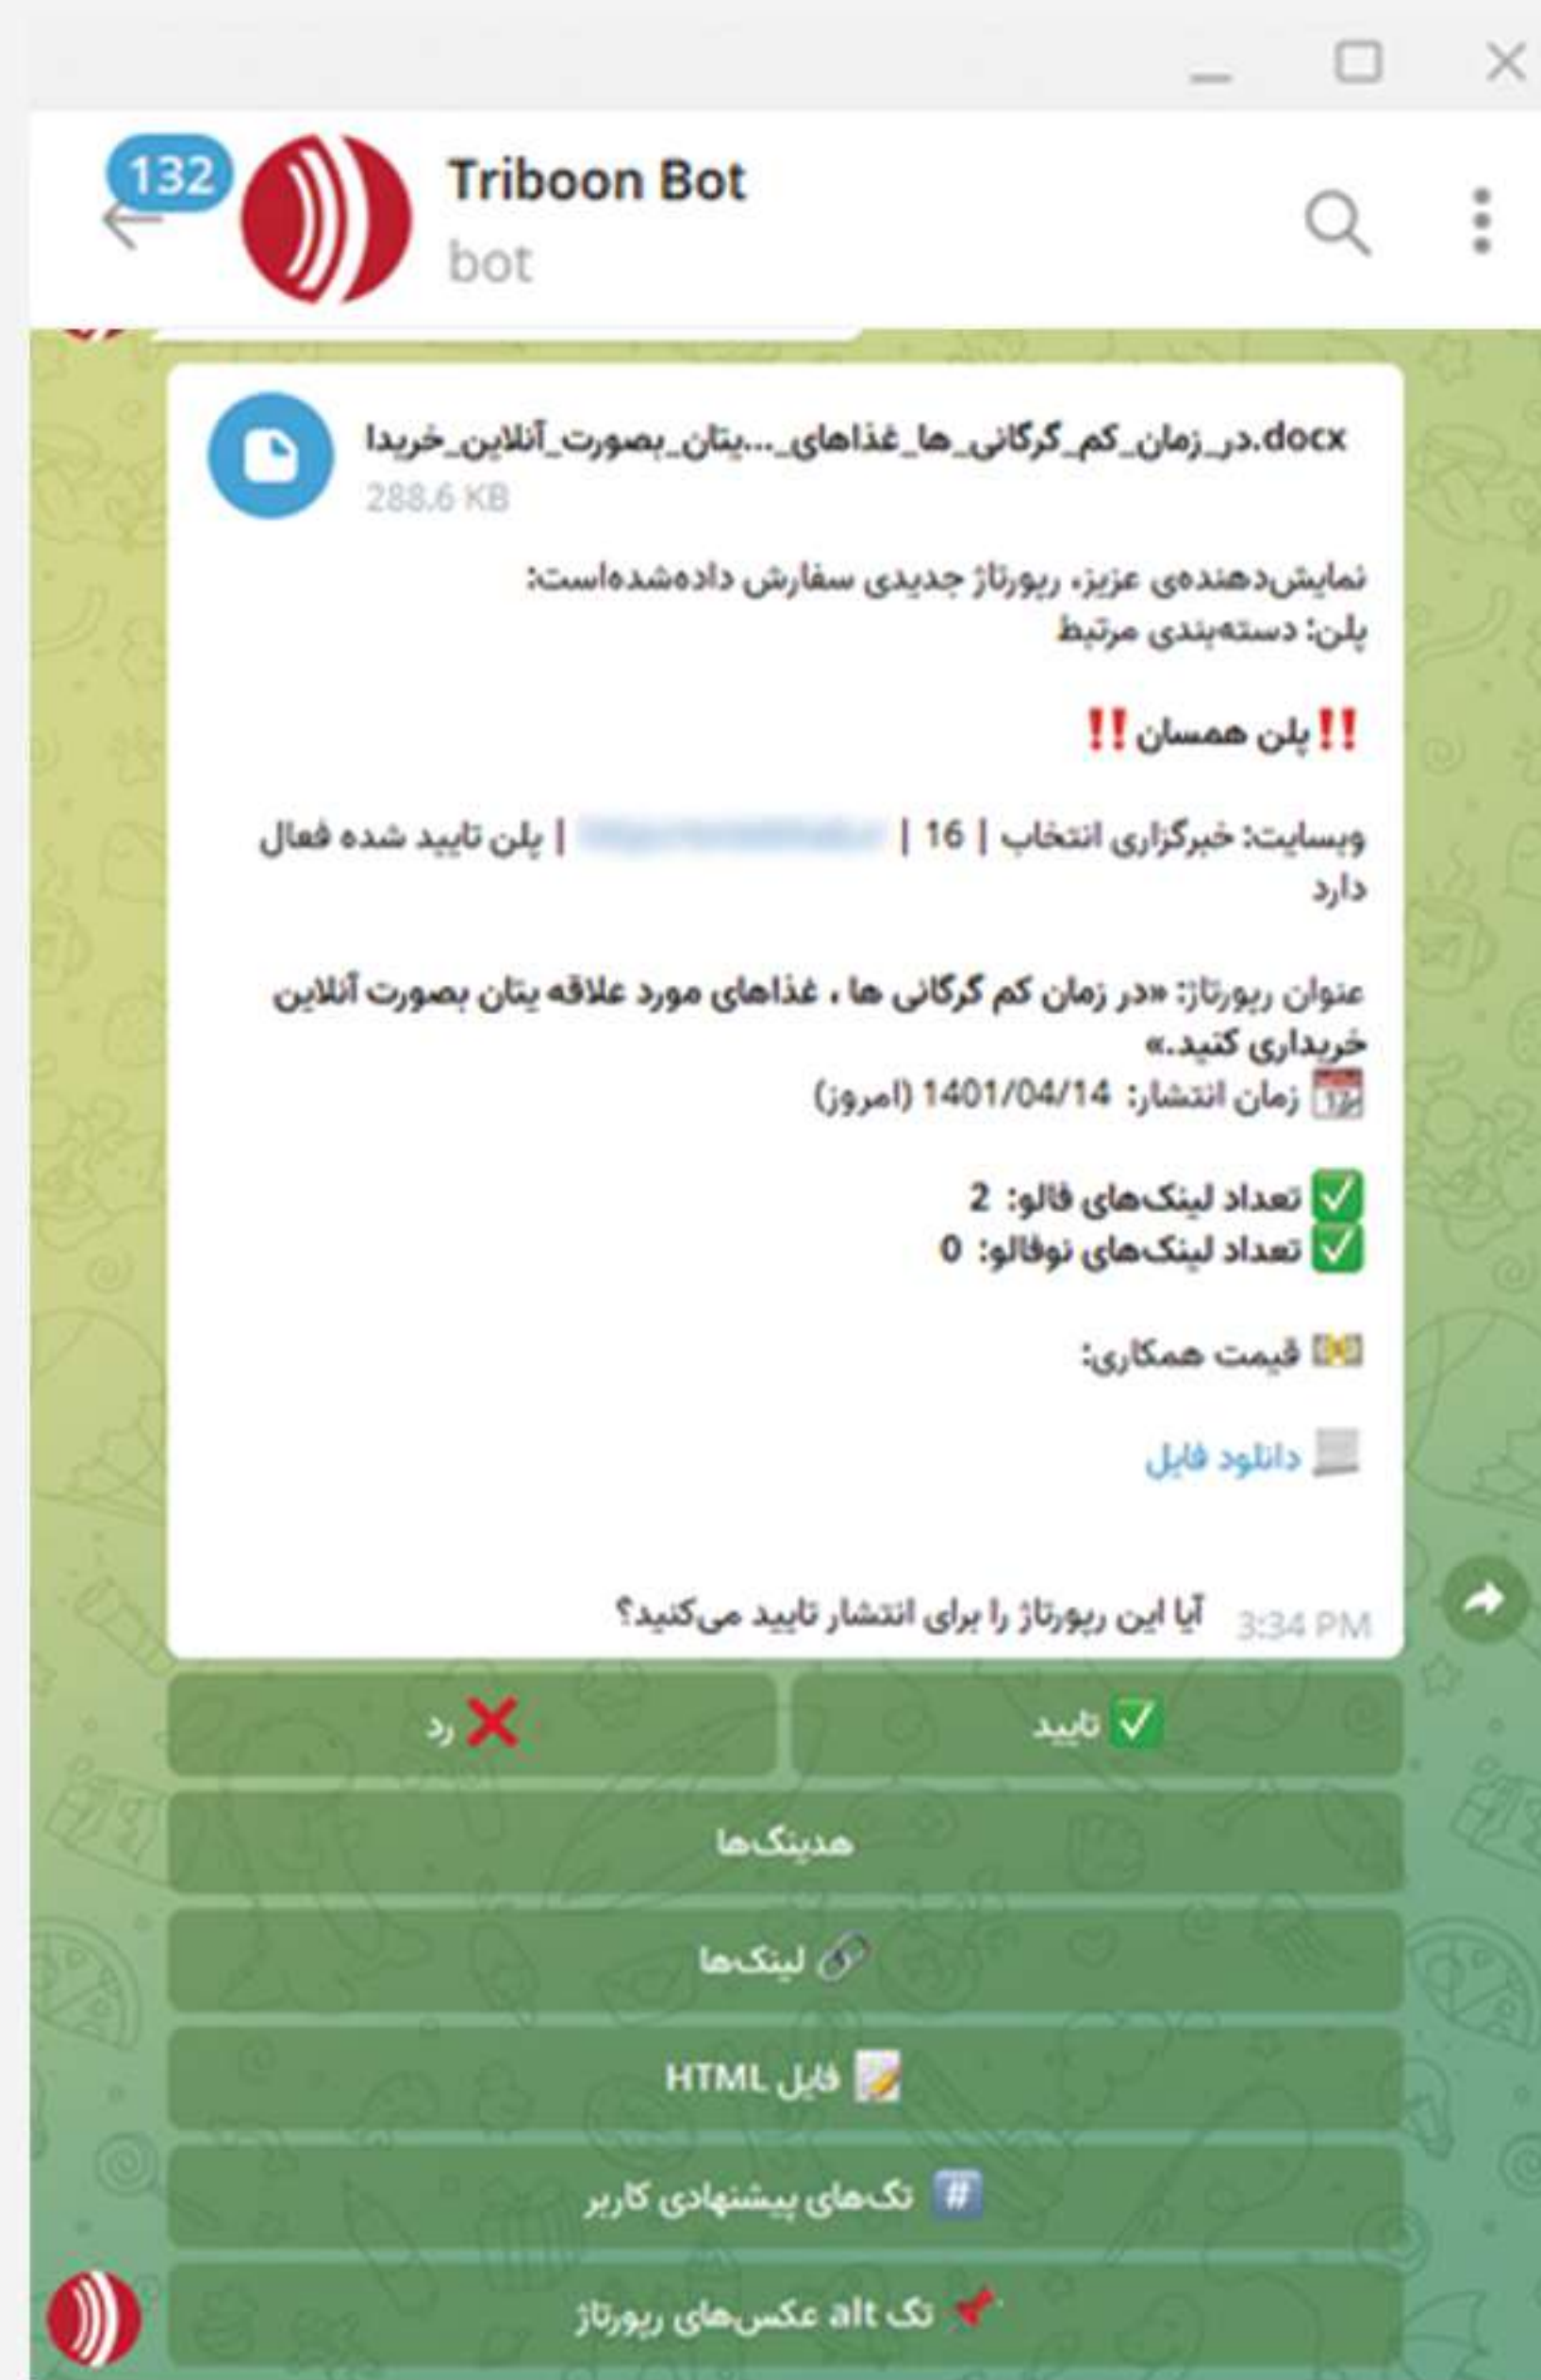 132
Triboon Bot
bot
در_زمان_کم_گرگانی_ها_غذاهای_...یتان_بصورت_آنلاین_خریدا.docx
288.6 KB
نمایش‌دهنده‌ی عزیز، رپورتاژ جدیدی سفارش داده‌شده‌است:
پلن: دسته‌بندی مرتبط
‼️پلن همسان‼️
وبسایت: خبرگزاری انتخاب | 16 | | پلن تایید شده فعال
دارد
عنوان رپورتاژ: «در زمان کم گرگانی ها ، غذاهای مورد علاقه یتان بصورت آنلاین
خریداری کنید.»
زمان انتشار: 1401/04/14 (امروز)
✅ تعداد لینک‌های فالو: 2
✅ تعداد لینک‌های نوفالو: 0
قیمت همکاری:
دانلود فایل
آیا این رپورتاژ را برای انتشار تایید می‌کنید؟
3:34 PM
✅ تایید
❌ رد
هدینگ‌ها
لینک‌ها
فایل HTML
# تگ‌های پیشنهادی کاربر
تگ alt عکس‌های رپورتاژ